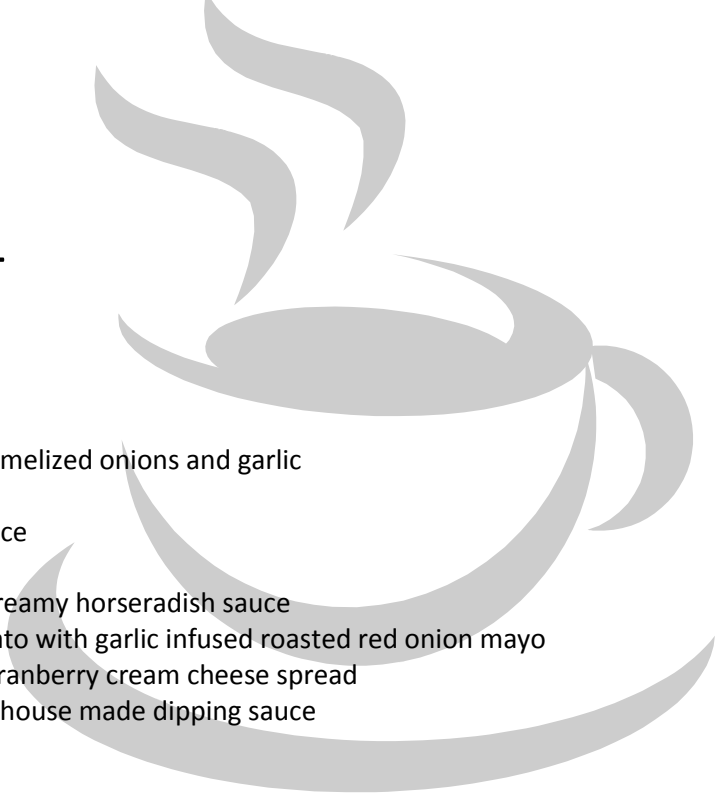 melized onions and garlic
ce
reamy horseradish sauce
to with garlic infused roasted red onion mayo
ranberry cream cheese spread
house made dipping sauce